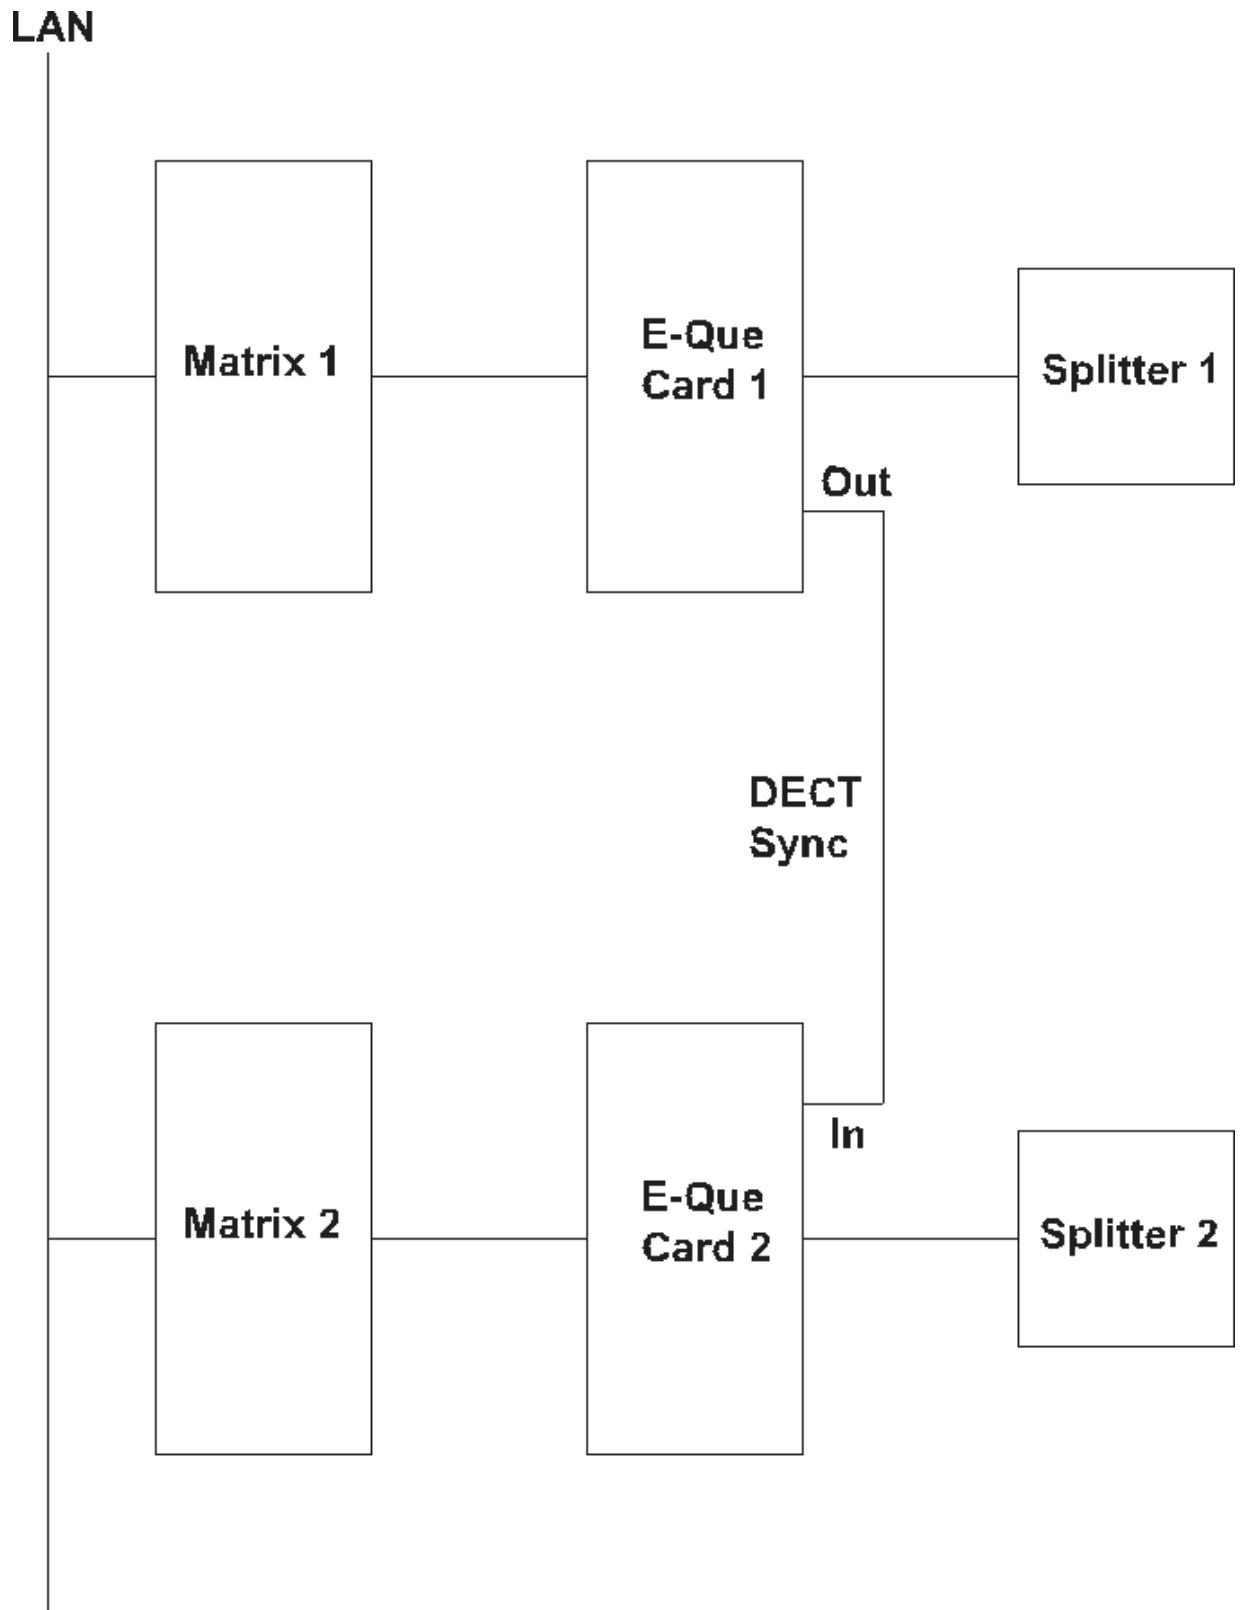 LAN
Matrix 1
E-Que
Card 1
Splitter 1
Out
DECT
Sync
In
Matrix 2
E-Que
Card 2
Splitter 2